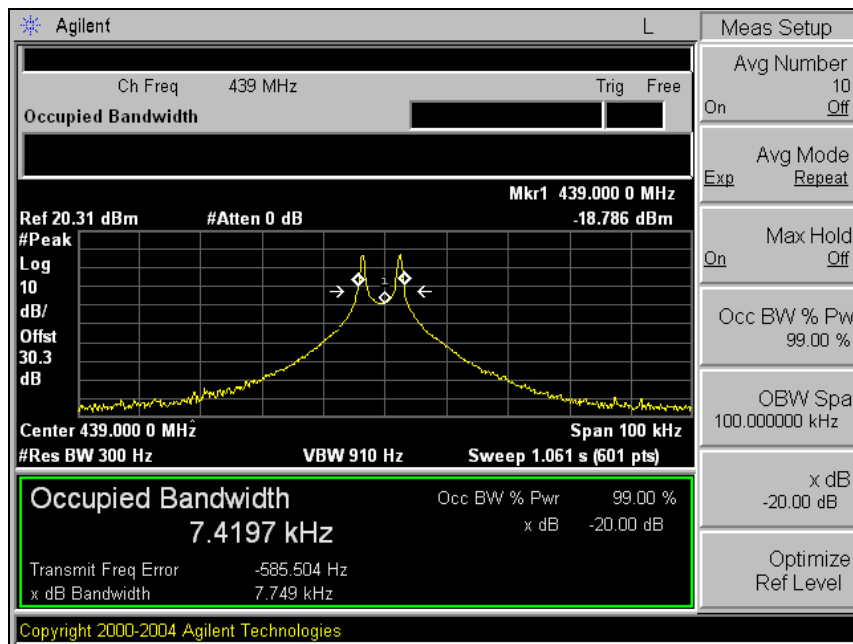 Agilent L Meas Setup
Ch Freq 439 MHz Trig Free
Occupied Bandwidth
Mkr1 439.000 0 MHz
Ref 20.31 dBm #Atten 0 dB -18.786 dBm
#Peak
Log
10
dB/
Offst
30.3
dB
1
Center 439.000 0 MHz Span 100 kHz
#Res BW 300 Hz VBW 910 Hz Sweep 1.061 s (601 pts)
Occupied Bandwidth Occ BW % Pwr 99.00 %
7.4197 kHz x dB -20.00 dB
Transmit Freq Error -585.504 Hz
x dB Bandwidth 7.749 kHz
Copyright 2000-2004 Agilent Technologies
Avg Number
10
On Off
Avg Mode
Exp Repeat
Max Hold
On Off
Occ BW % Pw
99.00 %
OBW Spa
100.000000 kHz
x dB
-20.00 dB
Optimize
Ref Level